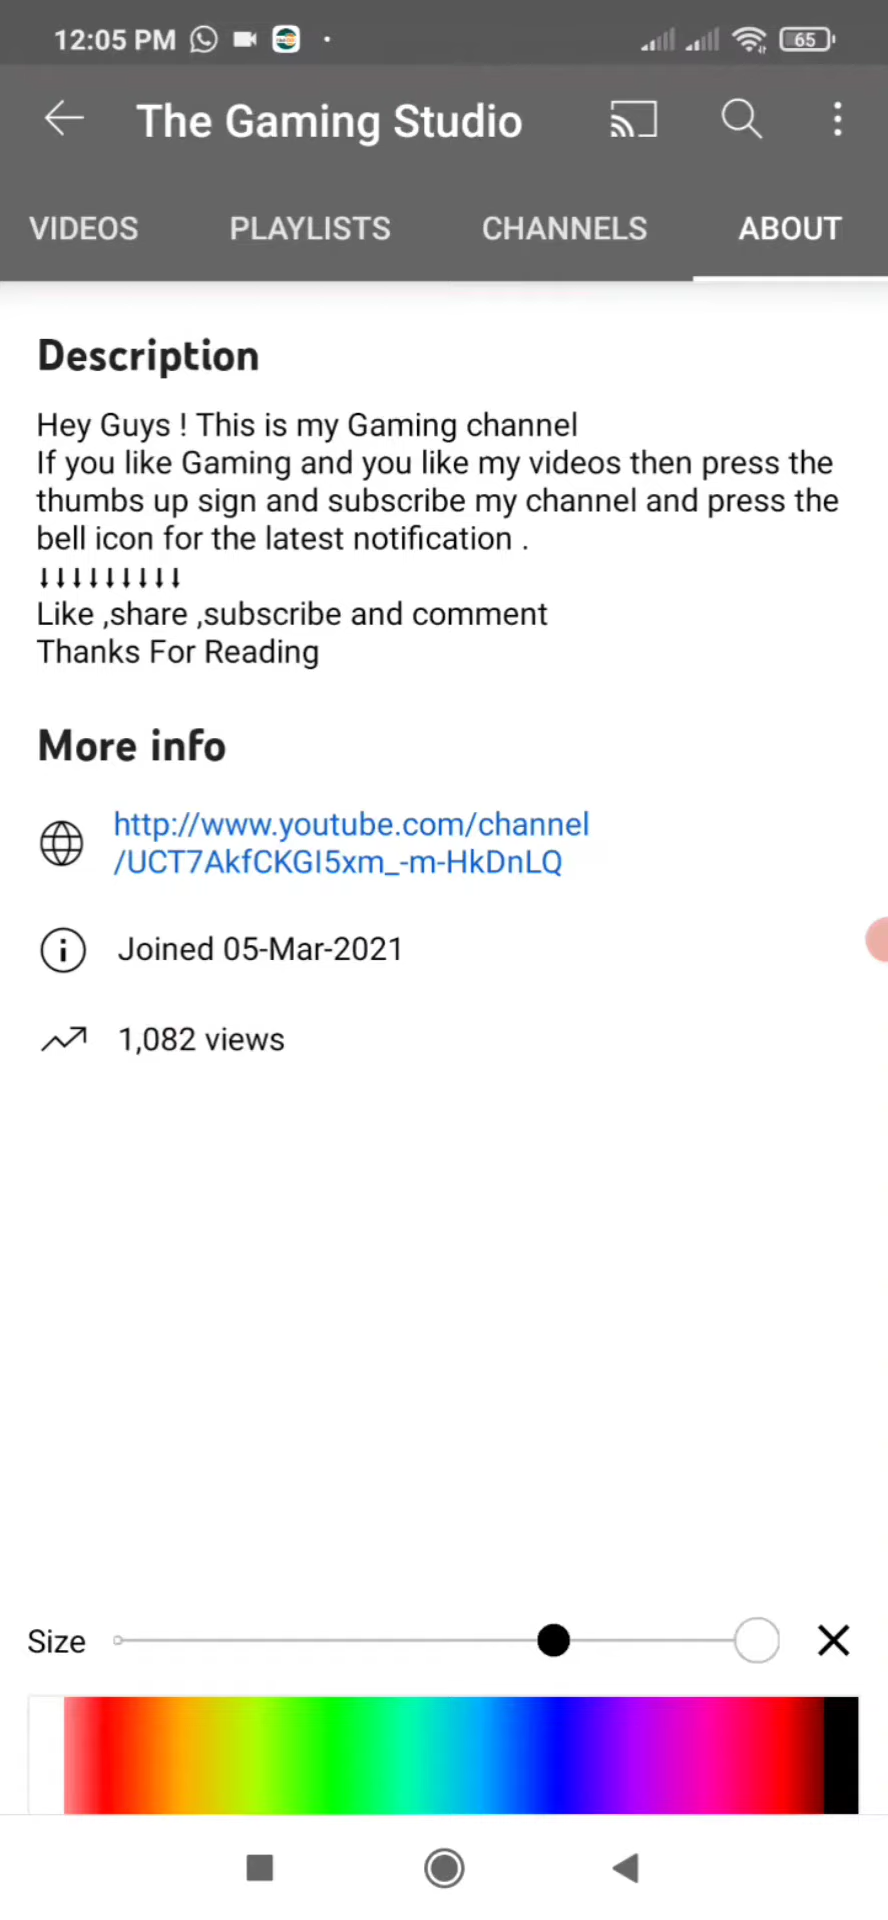 12:05 PM
65
The Gaming Studio
VIDEOS PLAYLISTS CHANNELS ABOUT
Description
Hey Guys ! This is my Gaming channel
If you like Gaming and you like my videos then press the
thumbs up sign and subscribe my channel and press the
bell icon for the latest notification .
↓↓↓↓↓↓↓↓↓
Like ,share ,subscribe and comment
Thanks For Reading
More info
http://www.youtube.com/channel
/UCT7AkfCKGI5xm_-m-HkDnLQ
Joined 05-Mar-2021
1,082 views
Size